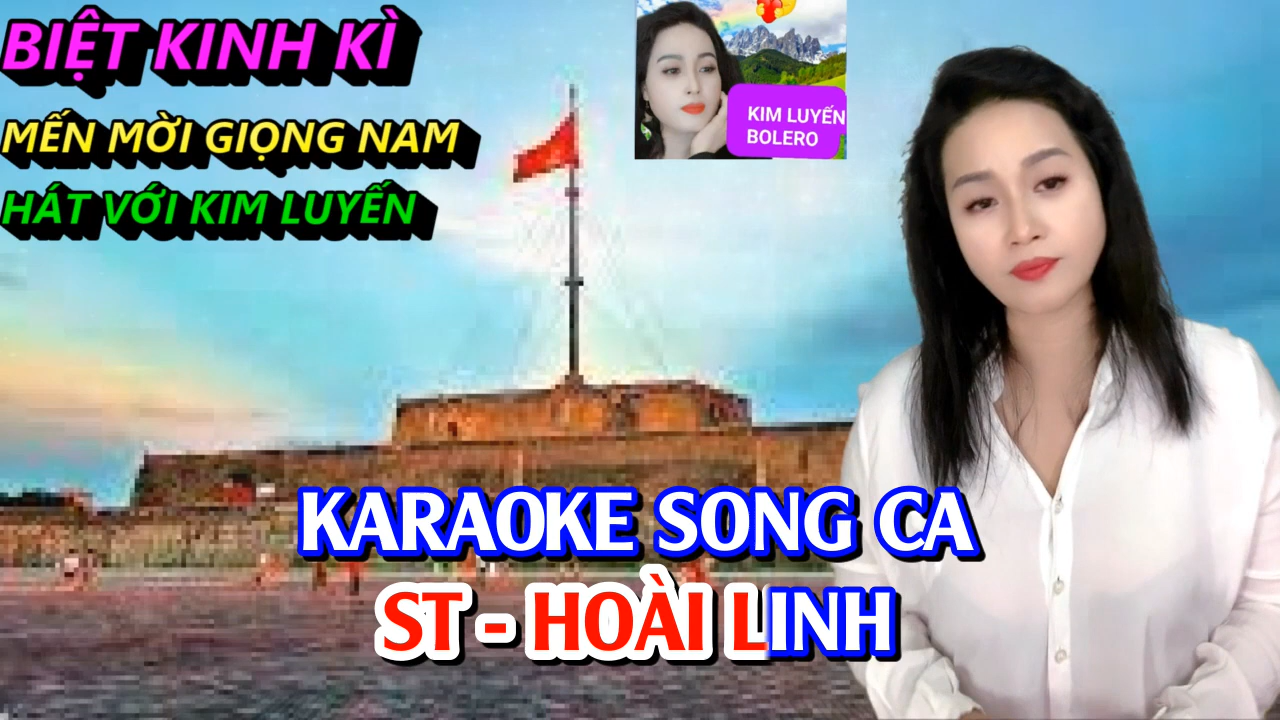 BIỆT KINH KÌ
MẾN MỜI GIỌNG NAM
HÁT VỚI KIM LUYẾN
KIM LUYẾN
BOLERO
KARAOKE SONG CA
ST - HOÀI LINH